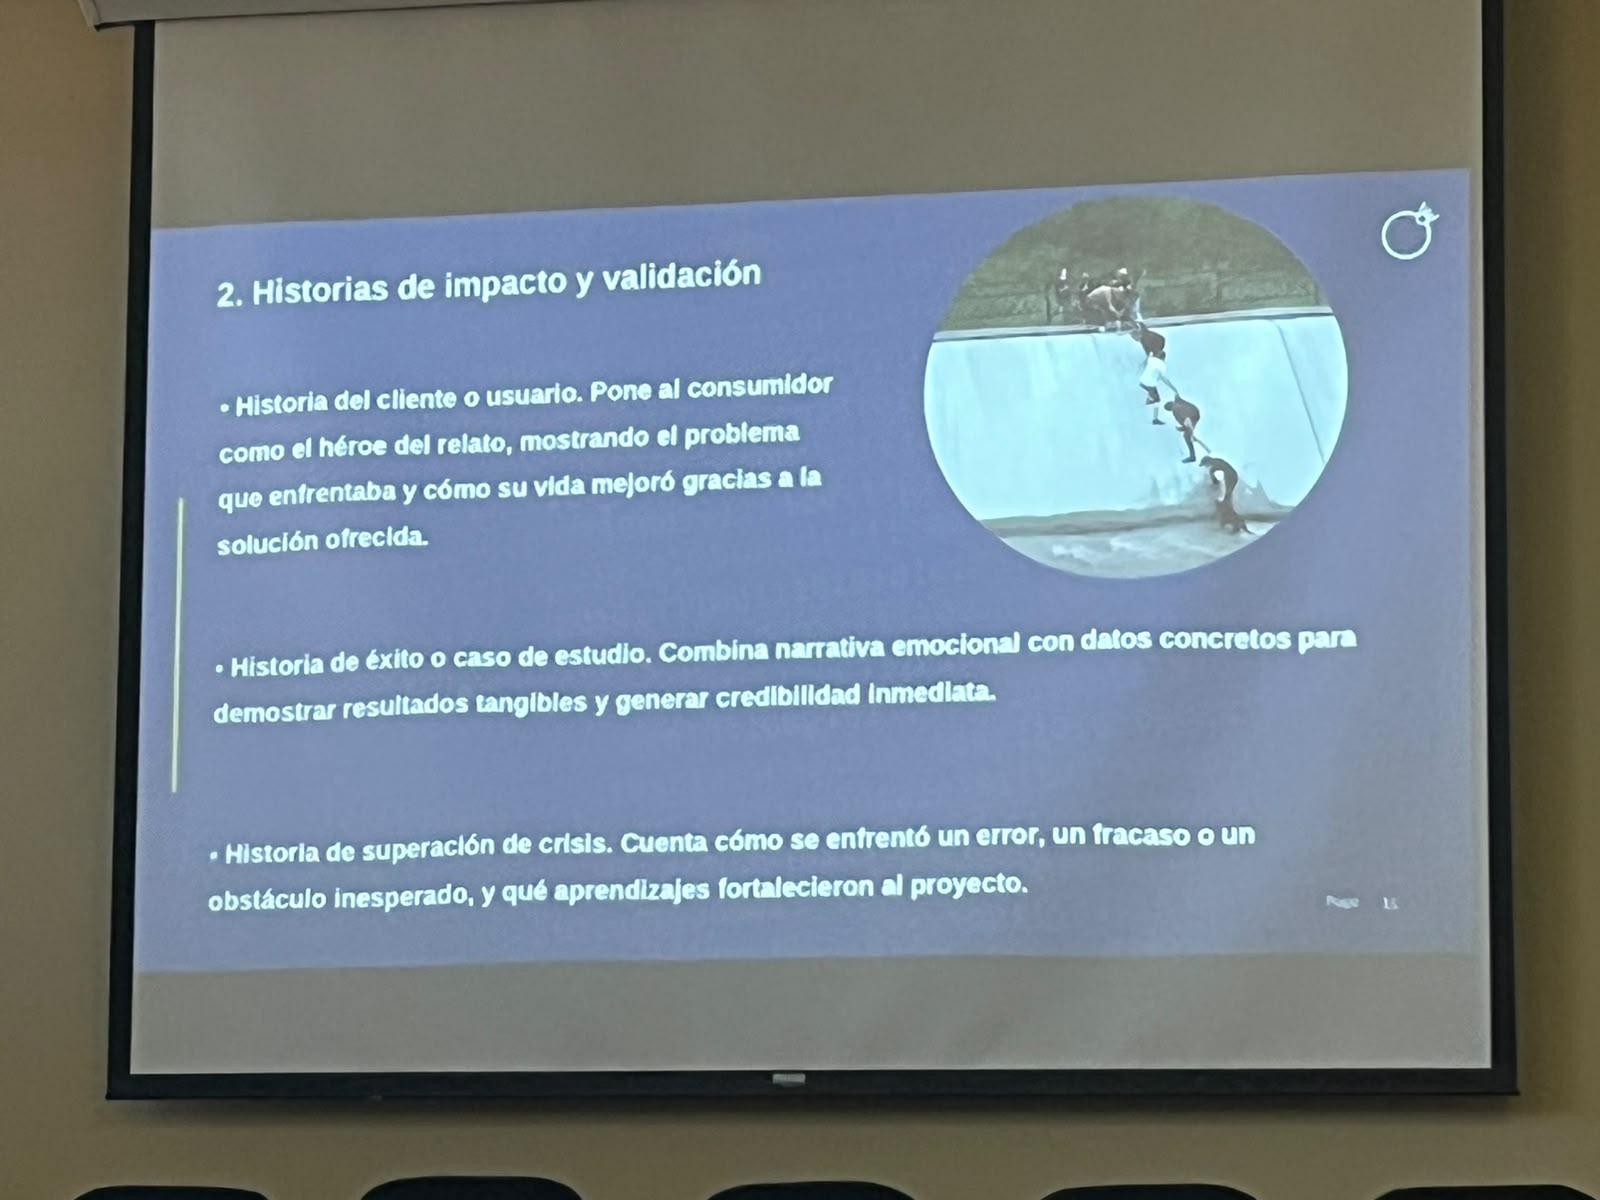 2. Historias de impacto y validación
• Historia del cliente o usuario. Pone al consumidor
como el héroe del relato, mostrando el problema
que enfrentaba y cómo su vida mejoró gracias a la
solución ofrecida.
• Historia de éxito o caso de estudio. Combina narrativa emocional con datos concretos para
demostrar resultados tangibles y generar credibilidad inmediata.
• Historia de superación de crisis. Cuenta cómo se enfrentó un error, un fracaso o un
obstáculo inesperado, y qué aprendizajes fortalecieron al proyecto.
Page